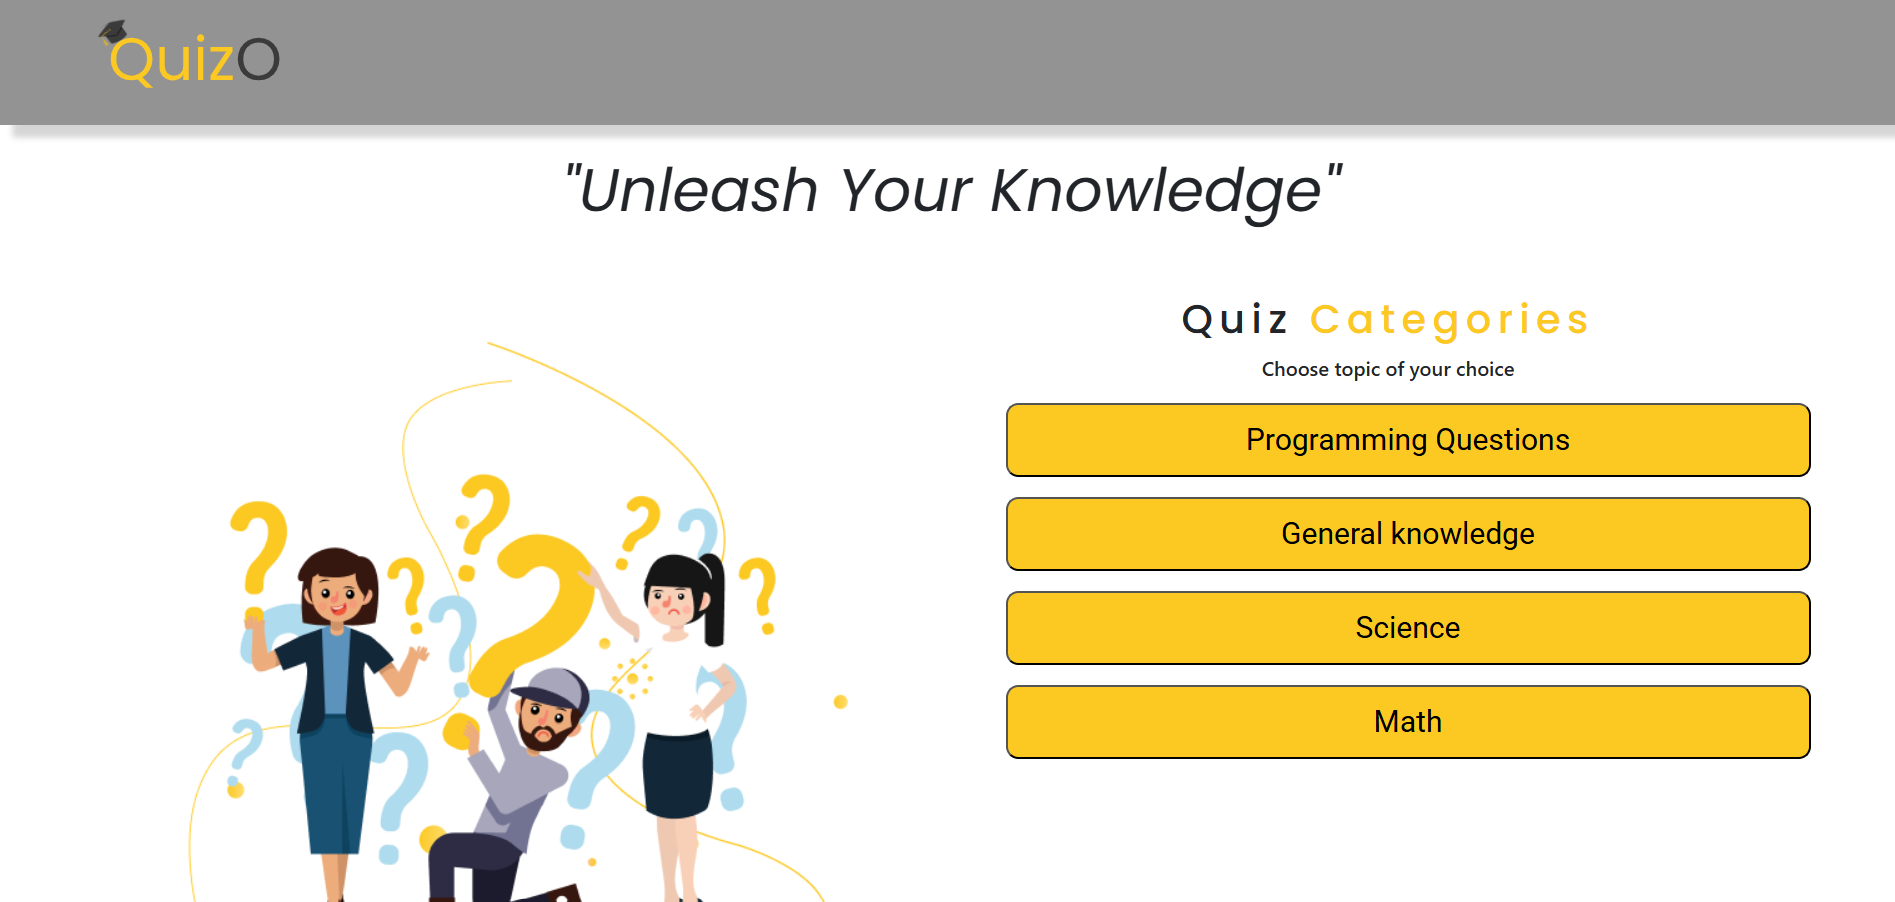 QuizO
"Unleash Your Knowledge"
Quiz Categories
Choose topic of your choice
Programming Questions
General knowledge
Science
Math